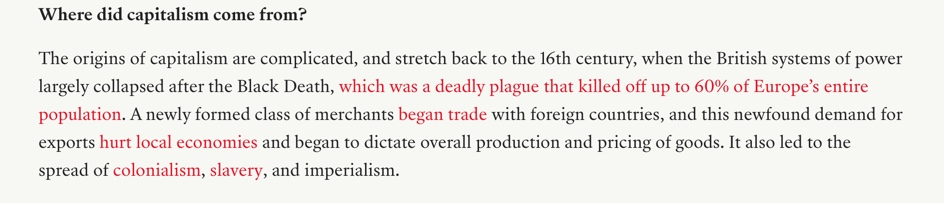 Where did capitalism come from?
The origins of capitalism are complicated, and stretch back to the 16th century, when the British systems of power
largely collapsed after the Black Death, which was a deadly plague that killed off up to 60% of Europe’s entire
population. A newly formed class of merchants began trade with foreign countries, and this newfound demand for
exports hurt local economies and began to dictate overall production and pricing of goods. It also led to the
spread of colonialism, slavery, and imperialism.